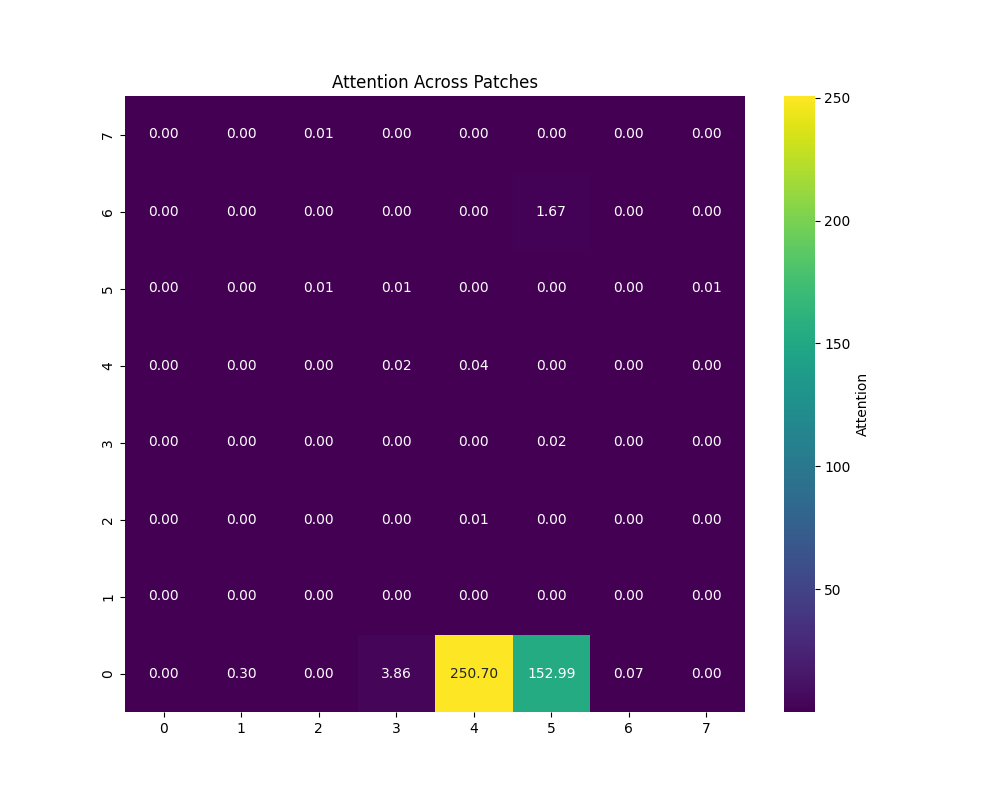 Attention Across Patches
7 0.00 0.00 0.01 0.00 0.00 0.00 0.00 0.00
6 0.00 0.00 0.00 0.00 0.00 1.67 0.00 0.00
5 0.00 0.00 0.01 0.01 0.00 0.00 0.00 0.01
4 0.00 0.00 0.00 0.02 0.04 0.00 0.00 0.00
3 0.00 0.00 0.00 0.00 0.00 0.02 0.00 0.00
2 0.00 0.00 0.00 0.00 0.01 0.00 0.00 0.00
1 0.00 0.00 0.00 0.00 0.00 0.00 0.00 0.00
0 0.00 0.30 0.00 3.86 250.70 152.99 0.07 0.00
0 1 2 3 4 5 6 7
250
200
150
100
50
Attention